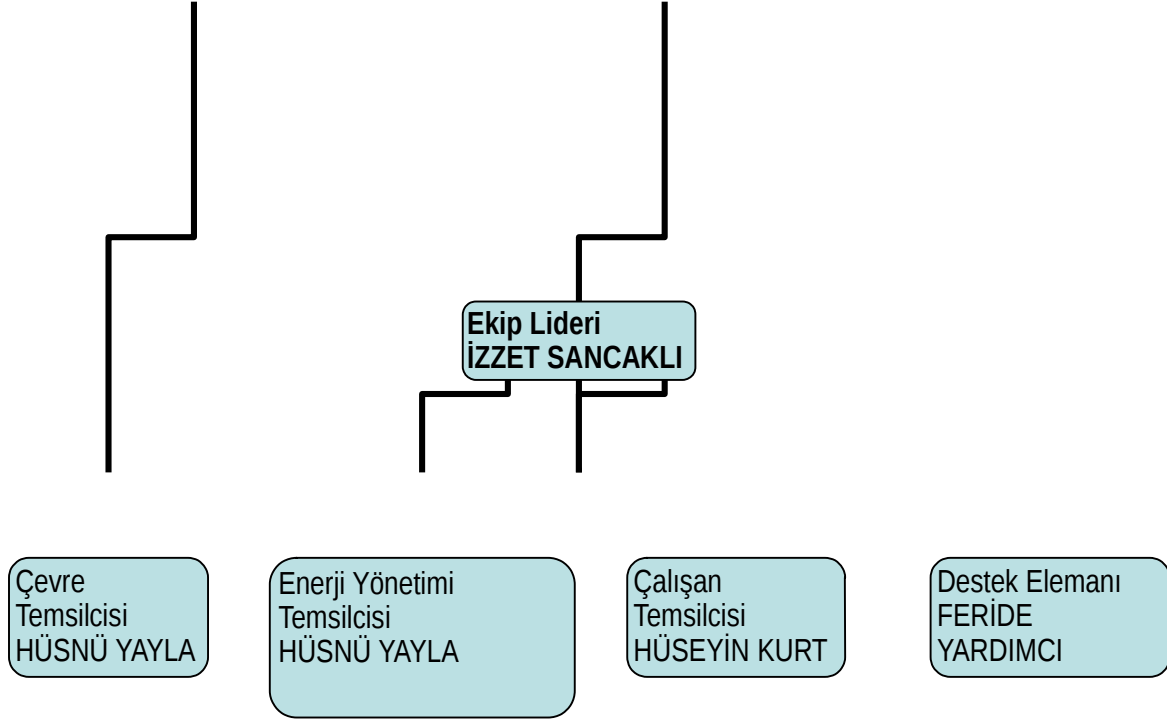 Ekip Lideri
İZZET SANCAKLI
Çevre
Temsilcisi
HÜSNÜ YAYLA
Enerji Yönetimi
Temsilcisi
HÜSNÜ YAYLA
Çalışan
Temsilcisi
HÜSEYİN KURT
Destek Elemanı
FERİDE
YARDIMCI